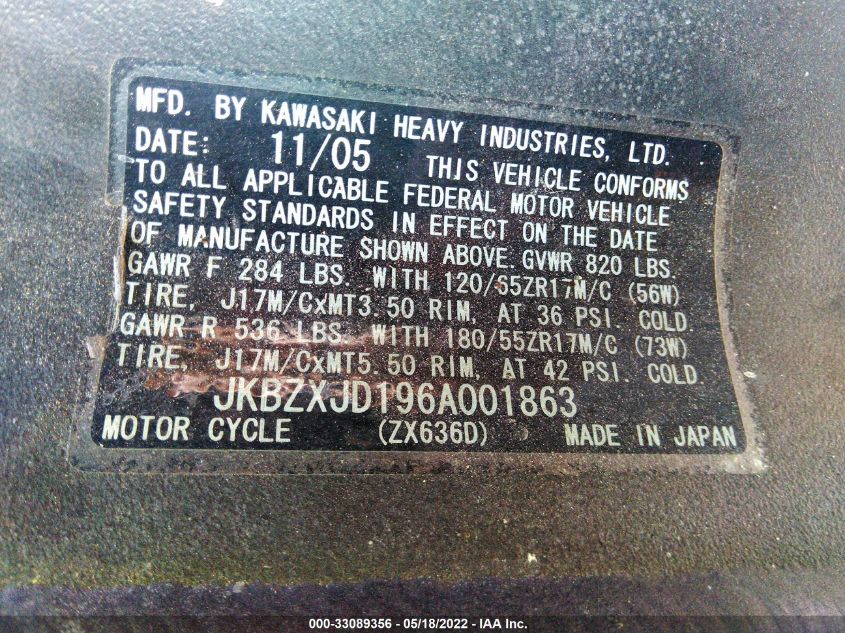 MFD. BY KAWASAKI HEAVY INDUSTRIES, LTD.
DATE: 11/05 THIS VEHICLE CONFORMS
TO ALL APPLICABLE FEDERAL MOTOR VEHICLE
SAFETY STANDARDS IN EFFECT ON THE DATE
OF MANUFACTURE SHOWN ABOVE.GVWR 820 LBS.
GAWR F 284 LBS. WITH 120/65ZR17M/C (56W)
TIRE, J17M/CxMT3.50 RIM, AT 36 PSI. COLD.
GAWR R 536 LBS. WITH 180/55ZR17M/C (73W)
TIRE, J17M/CxMT5.50 RIM, AT 42 PSI. COLD.
JKBZXJD196A001863
MOTOR CYCLE (ZX636D) MADE IN JAPAN
000-33089356 - 05/18/2022 - IAA Inc.